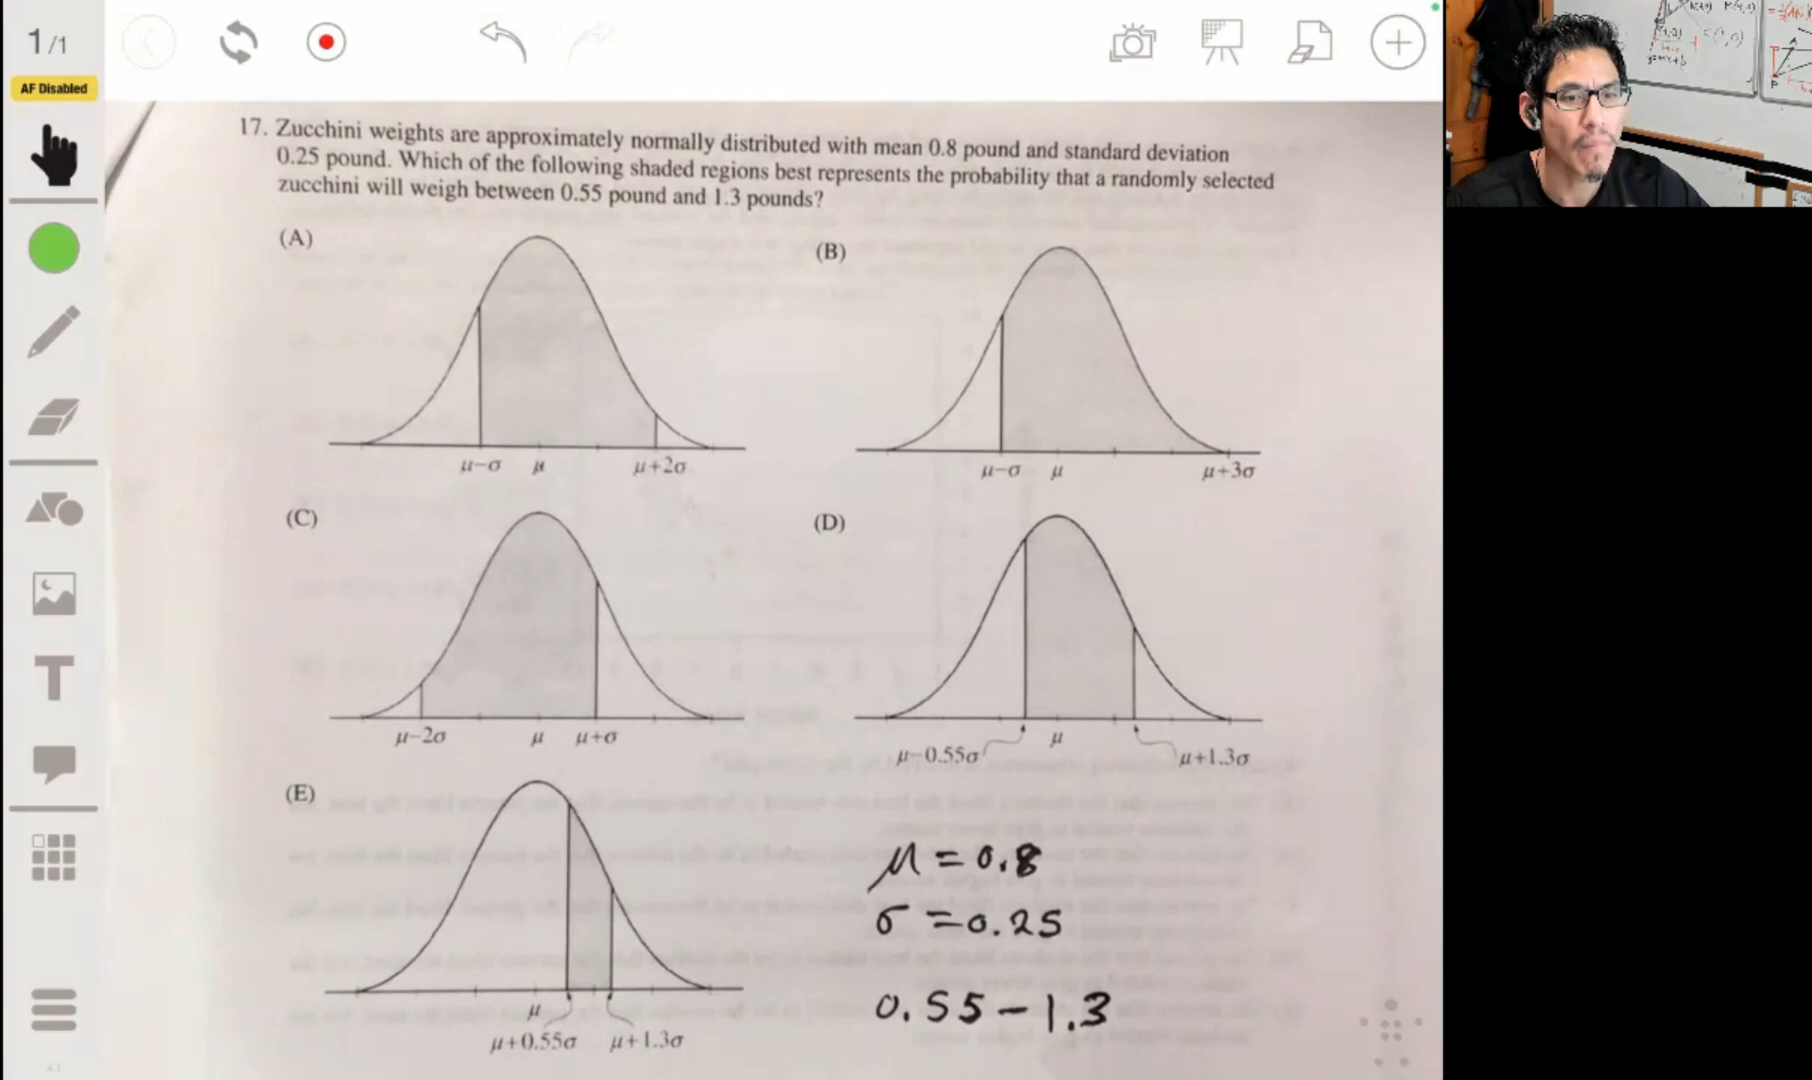 1/1
AF Disabled
17. Zucchini weights are approximately normally distributed with mean 0.8 pound and standard deviation
0.25 pound. Which of the following shaded regions best represents the probability that a randomly selected
zucchini will weigh between 0.55 pound and 1.3 pounds?
(A)
μ−σ μ μ+2σ
(B)
μ−σ μ μ+3σ
(C)
μ−2σ μ μ+σ
(D)
μ
μ−0.55σ μ+1.3σ
(E)
μ
μ+0.55σ μ+1.3σ
μ = 0.8
σ = 0.25
0.55 – 1.3
T